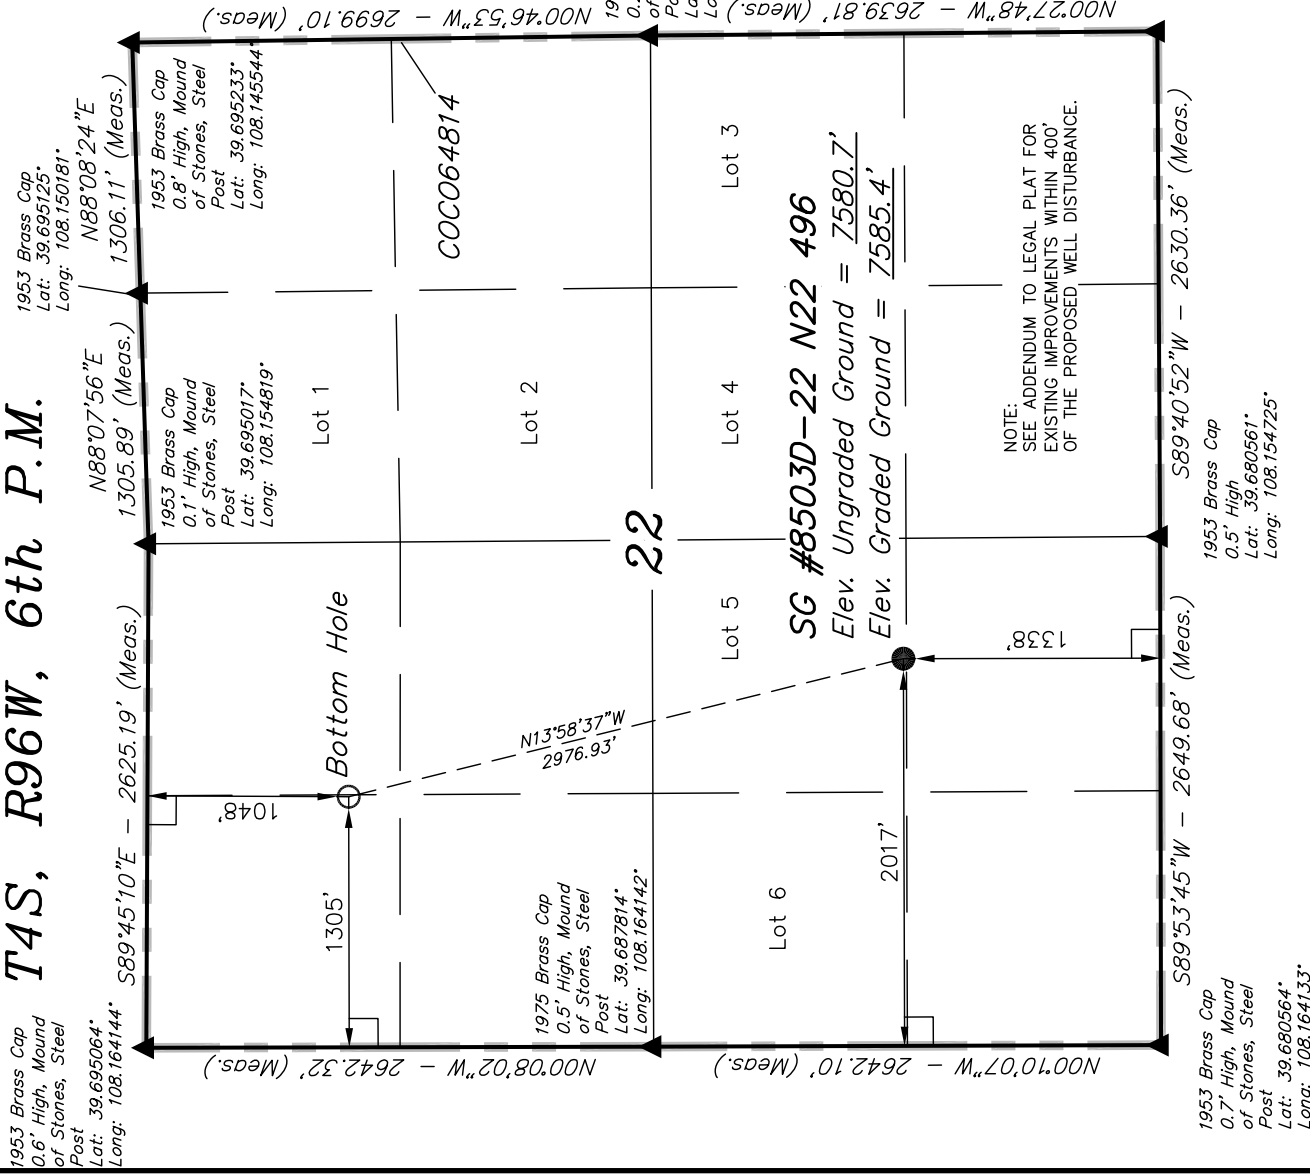 T4S, R96W, 6th P.M.
1953 Brass Cap
0.6' High, Mound
of Stones, Steel
Post
Lat: 39.695064°
Long: 108.164144°
S89°45'10"E – 2625.19' (Meas.)
N88°07'56"E
1305.89' (Meas.)
1953 Brass Cap
0.1' High, Mound
of Stones, Steel
Post
Lat: 39.695017°
Long: 108.154819°
1953 Brass Cap
Lat: 39.695125°
Long: 108.150181°
N88°08'24"E
1306.11' (Meas.)
1953 Brass Cap
0.8' High, Mound
of Stones, Steel
Post
Lat: 39.695233°
Long: 108.145544°
N00°46'53"W – 2699.10' (Meas.)
N00°27'48"W – 2639.81' (Meas.)
19
0.
of
Po
La
Lo
COC064814
Lot 1
Lot 2
Lot 3
Lot 4
Lot 5
Lot 6
22
Bottom Hole
1048'
1305'
N13°58'37"W
2976.93'
1975 Brass Cap
0.5' High, Mound
of Stones, Steel
Post
Lat: 39.687814°
Long: 108.164142°
SG #8503D-22 N22 496
Elev. Ungraded Ground = 7580.7'
Elev. Graded Ground = 7585.4'
2017'
1338'
NOTE:
SEE ADDENDUM TO LEGAL PLAT FOR
EXISTING IMPROVEMENTS WITHIN 400'
OF THE PROPOSED WELL DISTURBANCE.
N00°08'02"W – 2642.32' (Meas.)
N00°10'07"W – 2642.10' (Meas.)
S89°53'45"W – 2649.68' (Meas.)
S89°40'52"W – 2630.36' (Meas.)
1953 Brass Cap
0.7' High, Mound
of Stones, Steel
Post
Lat: 39.680564°
Long: 108.164133°
1953 Brass Cap
0.5' High
Lat: 39.680561°
Long: 108.154725°